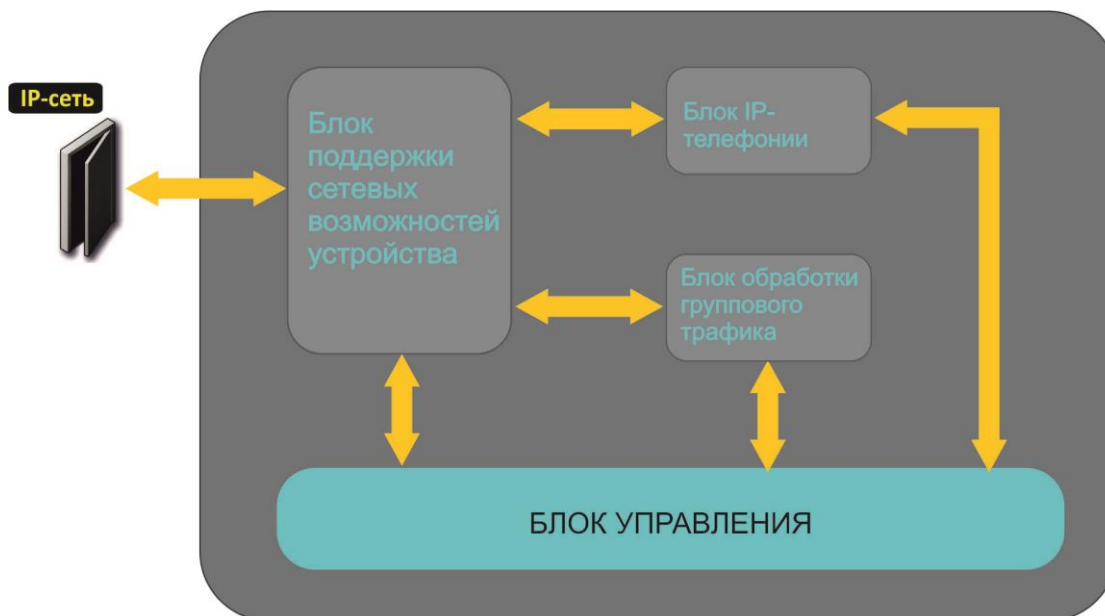 IP-сеть
Блок
поддержки
сетевых
возможностей
устройства
Блок IP-
телефонии
Блок обработки
группового
трафика
БЛОК УПРАВЛЕНИЯ